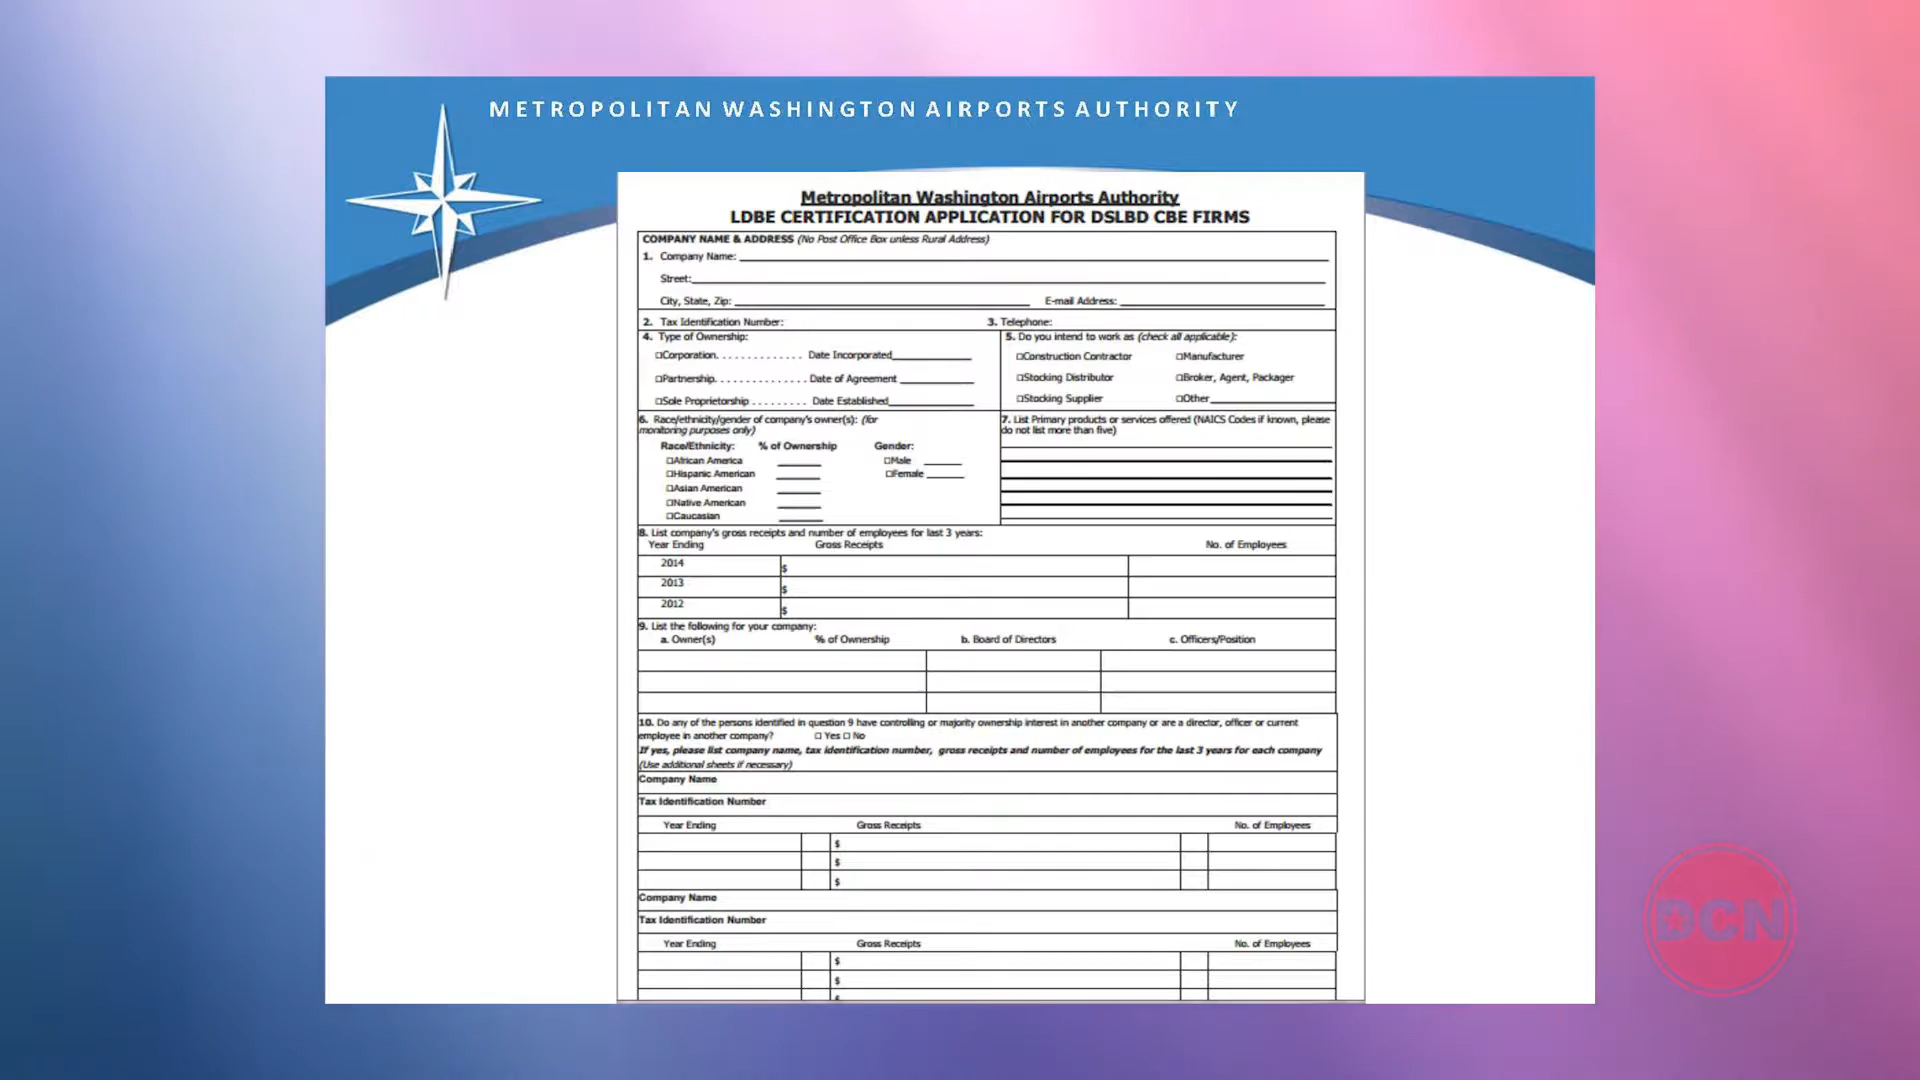 METROPOLITAN WASHINGTON AIRPORTS AUTHORITY
Metropolitan Washington Airports Authority
LDBE CERTIFICATION APPLICATION FOR DSLBD CBE FIRMS
COMPANY NAME & ADDRESS (No Post Office Box unless Rural Address)
1. Company Name:
Street:
City, State, Zip: E-mail Address:
2. Tax Identification Number: 3. Telephone:
4. Type of Ownership: 5. Do you intend to work as (check all applicable):
□Corporation. . . . . . . . . . . . . Date Incorporated □Construction Contractor □Manufacturer
□Partnership. . . . . . . . . . . . . . Date of Agreement □Stocking Distributor □Broker, Agent, Packager
□Sole Proprietorship . . . . . . . . . Date Established □Stocking Supplier □Other
6. Race/ethnicity/gender of company's owner(s): (for
monitoring purposes only)
Race/Ethnicity: % of Ownership Gender:
□African America □Male
□Hispanic American □Female
□Asian American
□Native American
□Caucasian
7. List Primary products or services offered (NAICS Codes if known, please
do not list more than five)
8. List company's gross receipts and number of employees for last 3 years:
Year Ending Gross Receipts No. of Employees
2014 $
2013 $
2012 $
9. List the following for your company:
a. Owner(s) % of Ownership b. Board of Directors c. Officers/Position
10. Do any of the persons identified in question 9 have controlling or majority ownership interest in another company or are a director, officer or current
employee in another company? □ Yes □ No
If yes, please list company name, tax identification number, gross receipts and number of employees for the last 3 years for each company
(Use additional sheets if necessary)
Company Name
Tax Identification Number
Year Ending Gross Receipts No. of Employees
$
$
$
Company Name
Tax Identification Number
Year Ending Gross Receipts No. of Employees
$
$
$
DCN